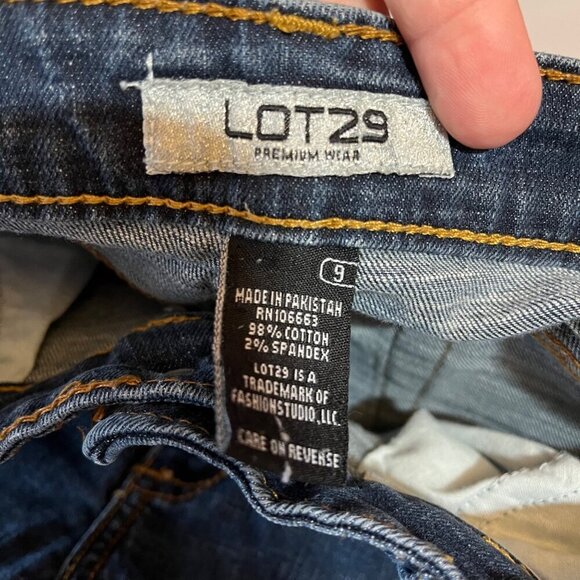 LOT29
PREMIUM WEAR
9
MADE IN PAKISTAN
RN106663
98% COTTON
2% SPANDEX
LOT29 IS A
TRADEMARK OF
FASHIONSTUDIO, LLC.
CARE ON REVERSE